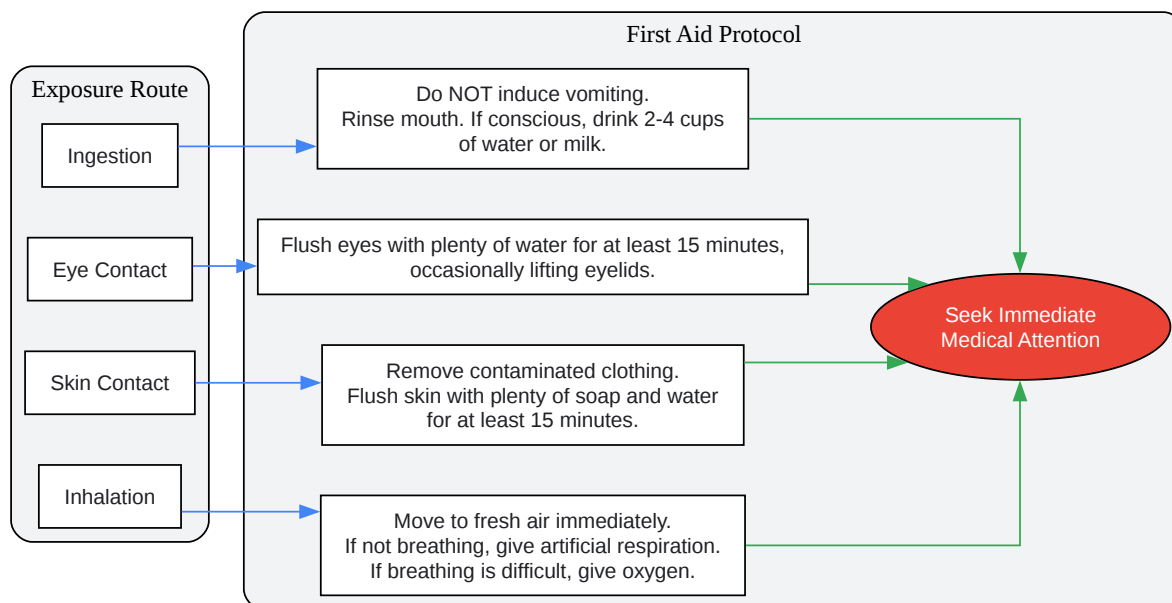 First Aid Protocol
Exposure Route
Ingestion
Do NOT induce vomiting.
Rinse mouth. If conscious, drink 2-4 cups
of water or milk.
Eye Contact
Flush eyes with plenty of water for at least 15 minutes,
occasionally lifting eyelids.
Skin Contact
Remove contaminated clothing.
Flush skin with plenty of soap and water
for at least 15 minutes.
Inhalation
Move to fresh air immediately.
If not breathing, give artificial respiration.
If breathing is difficult, give oxygen.
Seek Immediate
Medical Attention